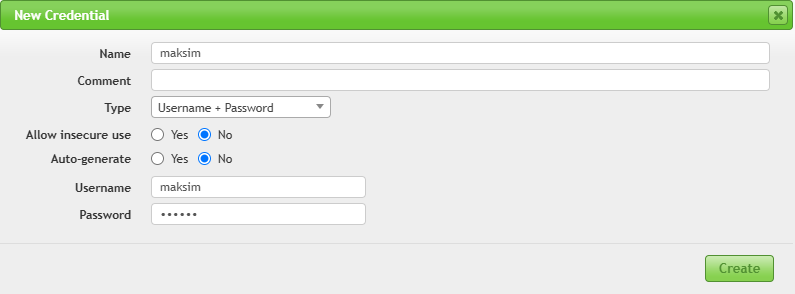 New Credential
Name maksim
Comment
Type Username + Password
Allow insecure use Yes No
Auto-generate Yes No
Username maksim
Password ••••••
Create